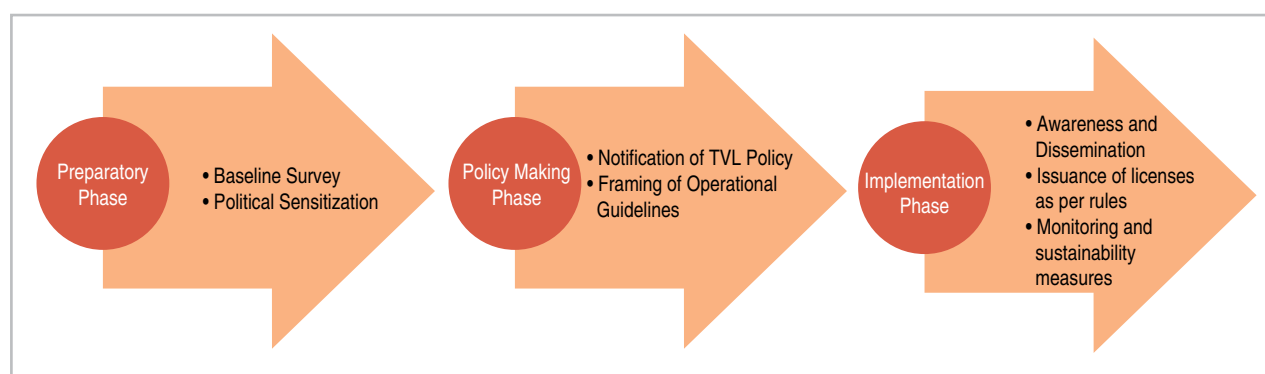 Preparatory
Phase
• Baseline Survey
• Political Sensitization
Policy Making
Phase
• Notification of TVL Policy
• Framing of Operational
Guidelines
Implementation
Phase
• Awareness and
Dissemination
• Issuance of licenses
as per rules
• Monitoring and
sustainability
measures